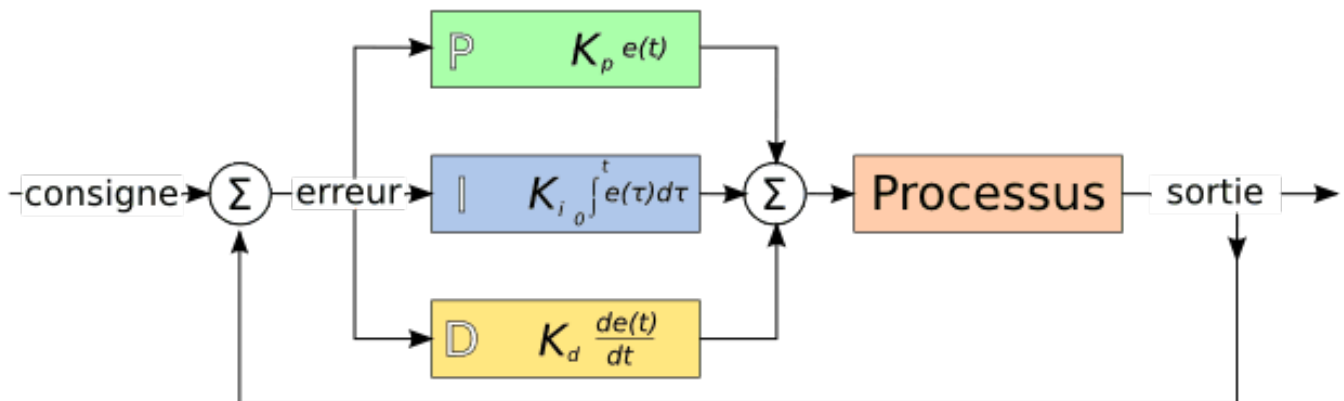 P K_p e(t)
consigne Σ erreur I K_i ∫_0^t e(τ)dτ Σ Processus sortie
D K_d de(t)/dt